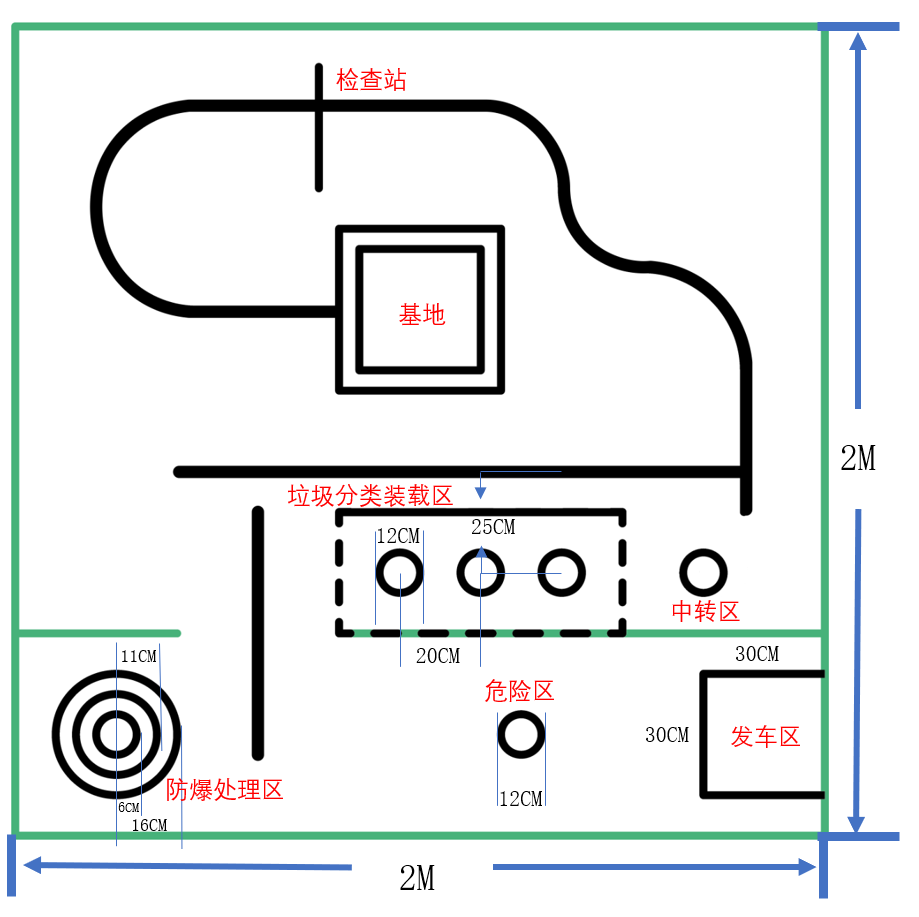 检查站
基地
2M
垃圾分类装载区
12CM
25CM
中转区
20CM
11CM
30CM
危险区
30CM
发车区
防爆处理区
12CM
6CM
16CM
2M